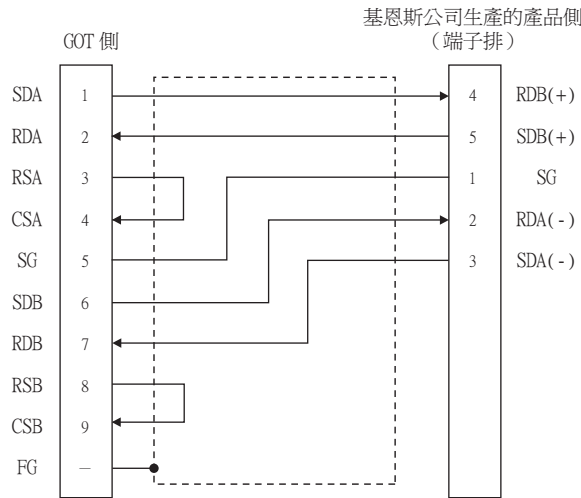 基恩斯公司生產的產品側
GOT 側
（端子排）
SDA 1 4 RDB(+)
RDA 2 5 SDB(+)
RSA 3 1 SG
CSA 4 2 RDA(-)
SG 5 3 SDA(-)
SDB 6
RDB 7
RSB 8
CSB 9
FG －